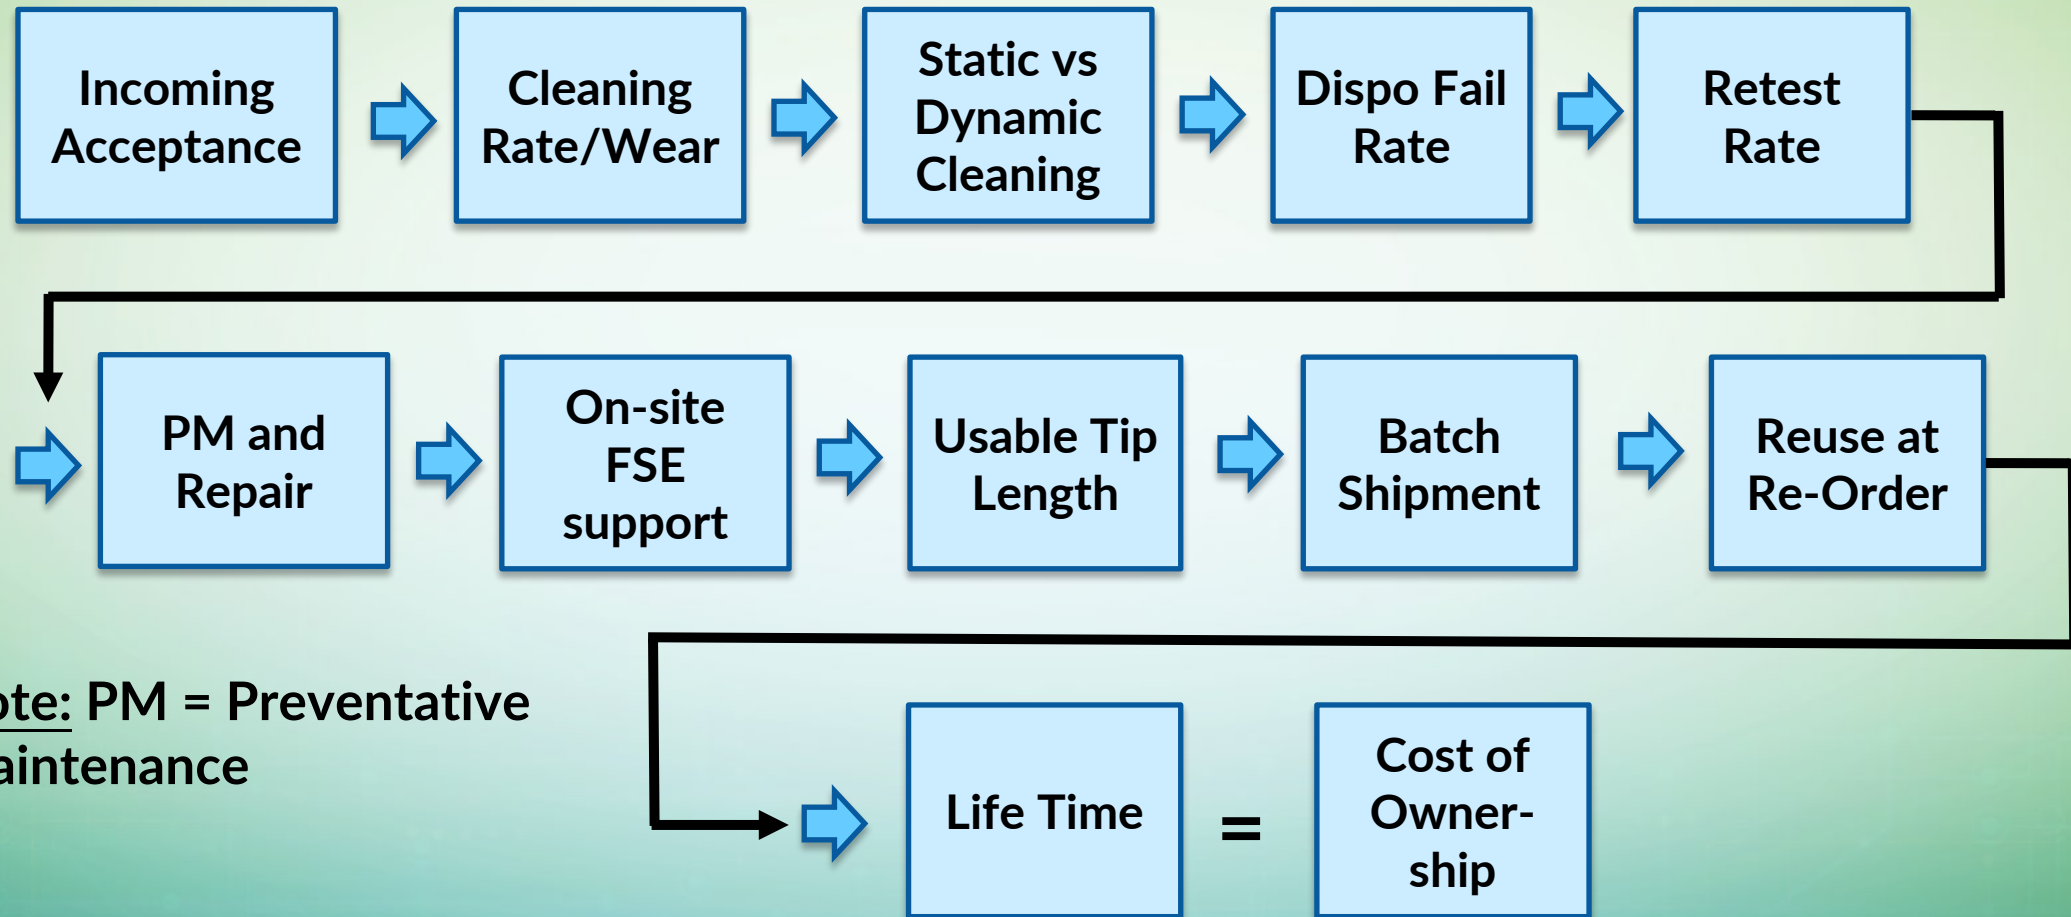 Incoming
Acceptance
Cleaning
Rate/Wear
Static vs
Dynamic
Cleaning
Dispo Fail
Rate
Retest
Rate
PM and
Repair
On-site
FSE
support
Usable Tip
Length
Batch
Shipment
Reuse at
Re-Order
ote: PM = Preventative
aintenance
Life Time
=
Cost of
Owner-
ship